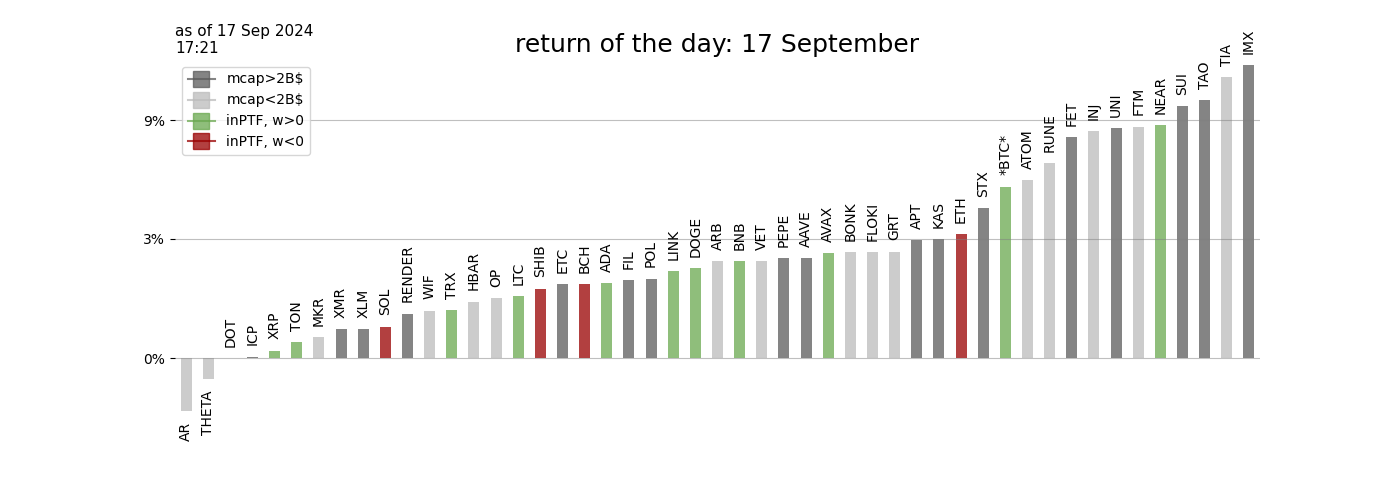 as of 17 Sep 2024
17:21
return of the day: 17 September
mcap>2B$
mcap<2B$
inPTF, w>0
inPTF, w<0
9%
3%
0%
AR
THETA
DOT
ICP
XRP
TON
MKR
XMR
XLM
SOL
RENDER
WIF
TRX
HBAR
OP
LTC
SHIB
ETC
BCH
ADA
FIL
POL
LINK
DOGE
ARB
BNB
VET
PEPE
AAVE
AVAX
BONK
FLOKI
GRT
APT
KAS
ETH
STX
*BTC*
ATOM
RUNE
FET
INJ
UNI
FTM
NEAR
SUI
TAO
TIA
IMX